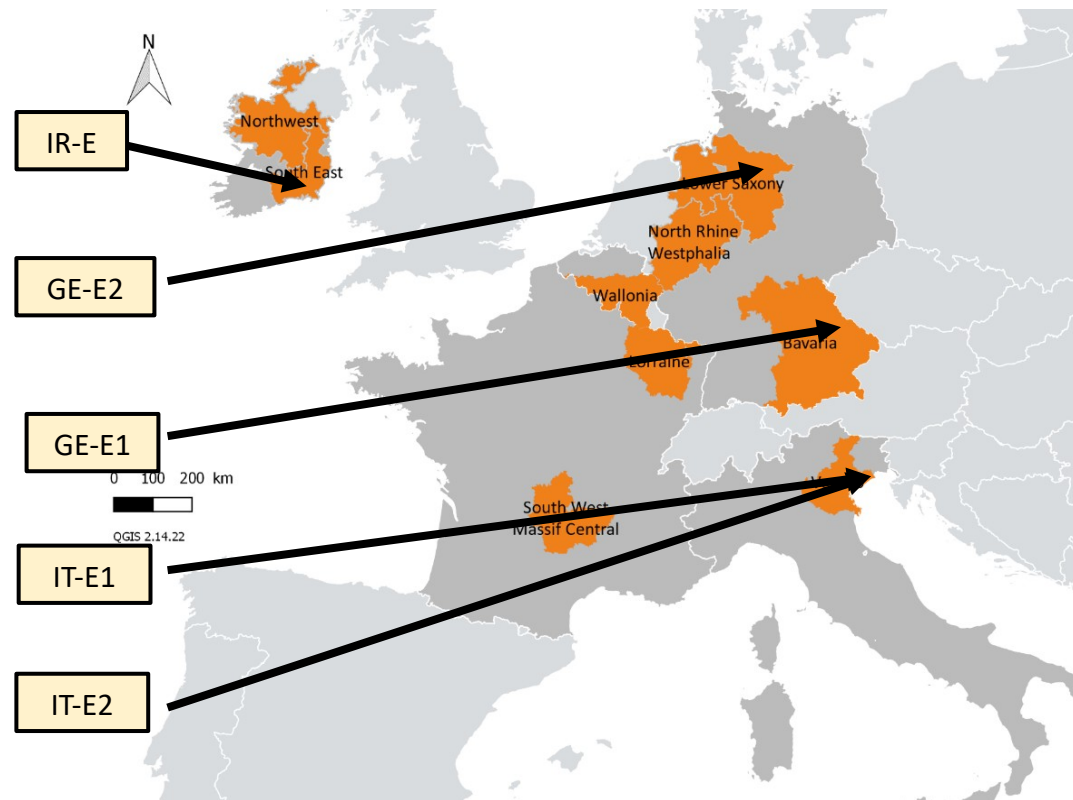 N
Northwest
IR-E
South East
Lower Saxony
North Rhine
Westphalia
GE-E2
Wallonia
Bavaria
Lorraine
GE-E1
0 100 200 km
South West
Massif Central
QGIS 2.14.22
IT-E1
IT-E2